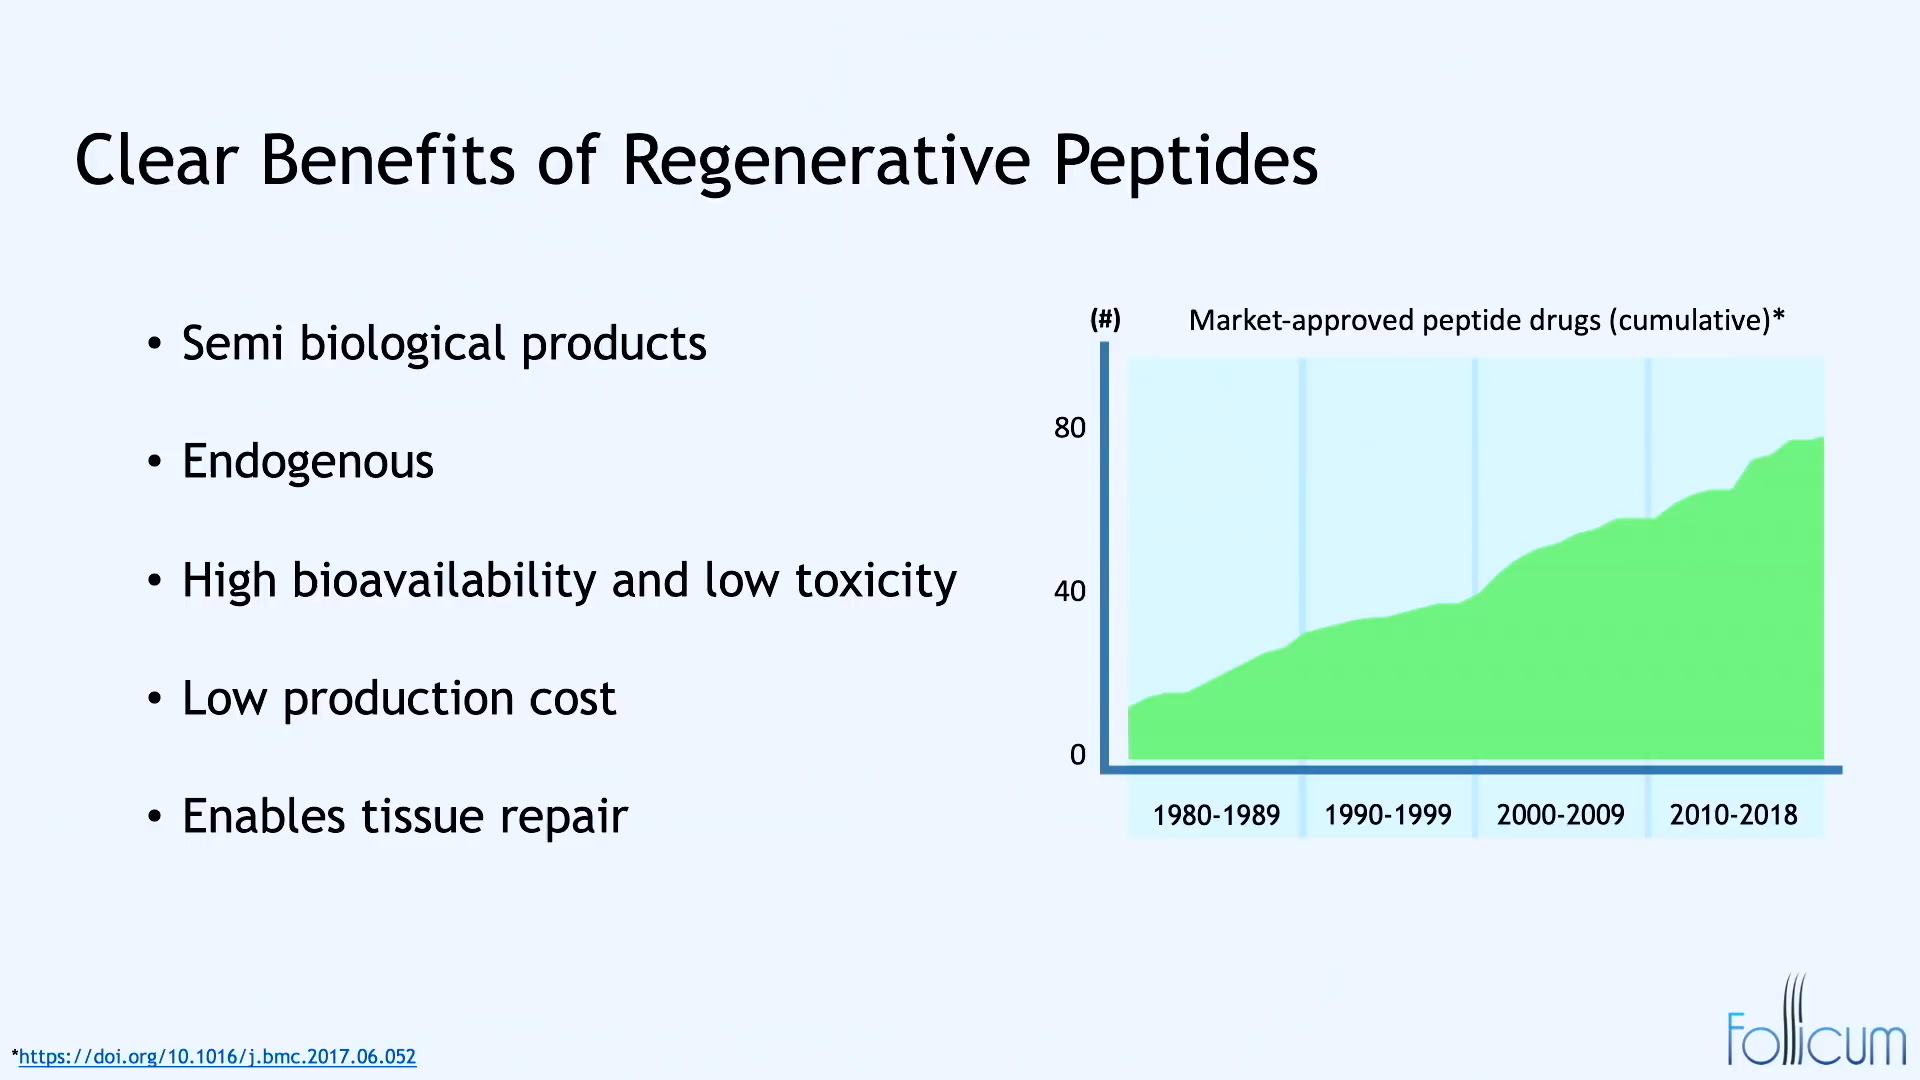 Clear Benefits of Regenerative Peptides
• Semi biological products
• Endogenous
• High bioavailability and low toxicity
• Low production cost
• Enables tissue repair
(#)
Market-approved peptide drugs (cumulative)*
80
40
0
1980-1989
1990-1999
2000-2009
2010-2018
*https://doi.org/10.1016/j.bmc.2017.06.052
Follicum